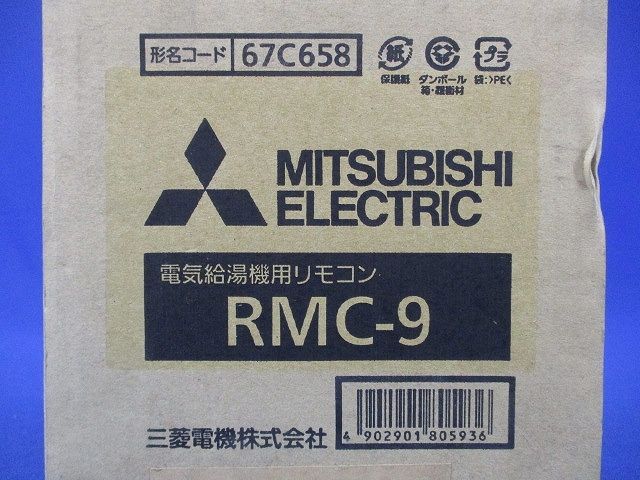 形名コード 67C658
紙 プラ
保護紙 ダンボール 袋:>PE<
箱・緩衝材
MITSUBISHI
ELECTRIC
電気給湯機用リモコン
RMC-9
三菱電機株式会社
4 902901 805936